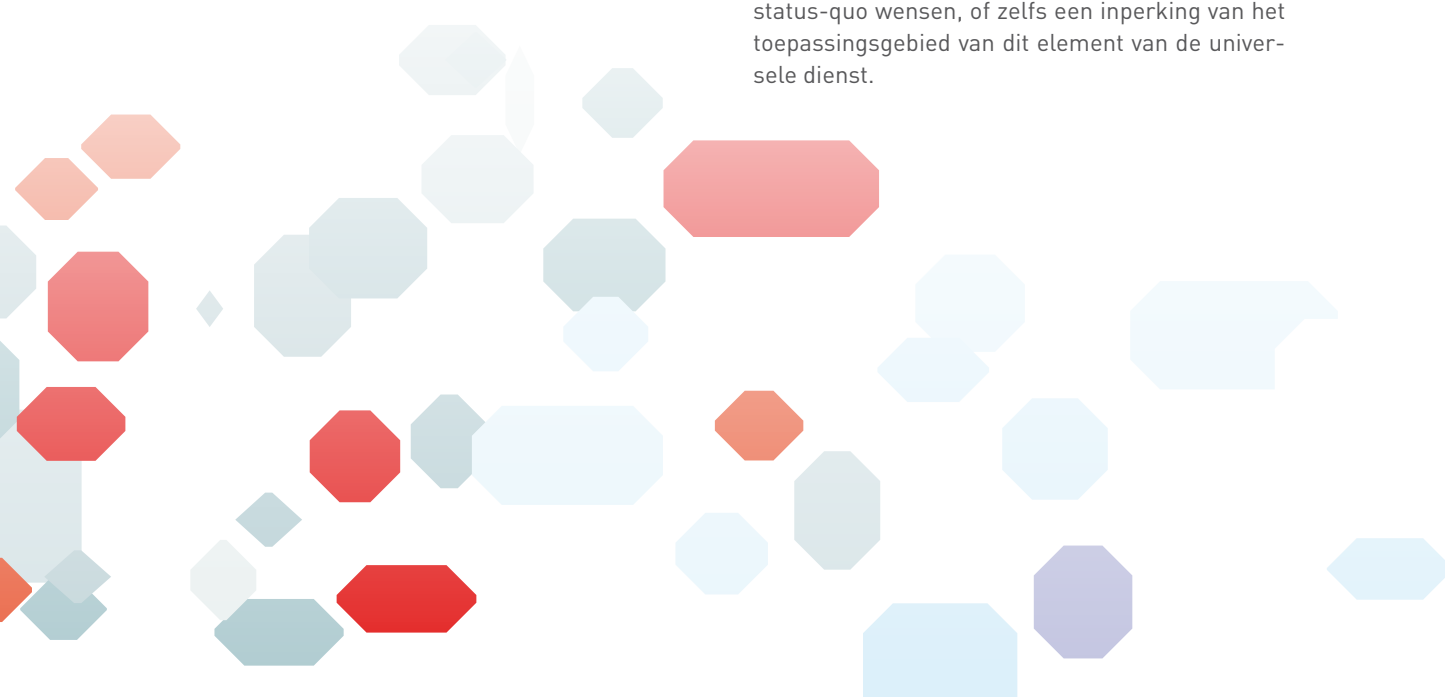 status-quo wensen, of zelfs een inperking van het
toepassingsgebied van dit element van de univer-
sele dienst.